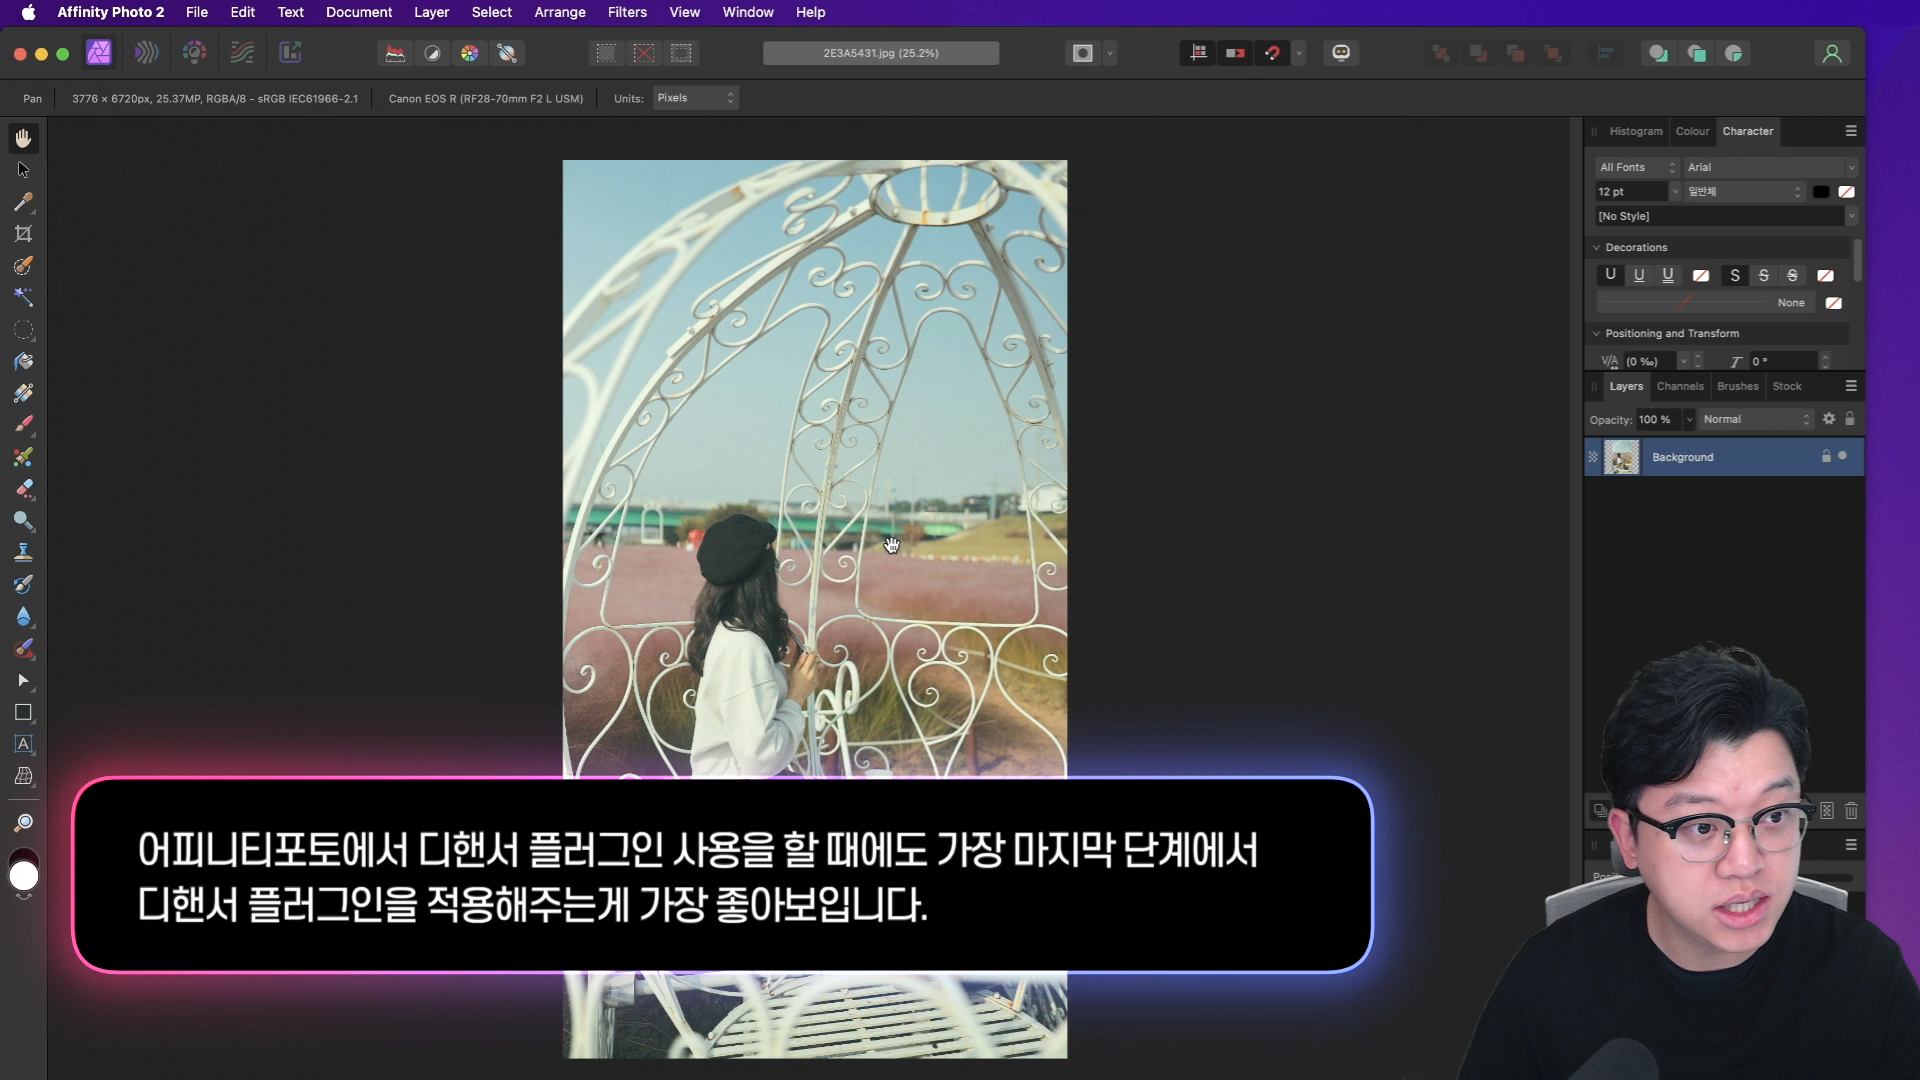 Affinity Photo 2 File Edit Text Document Layer Select Arrange Filters View Window Help
2E3A5431.jpg (25.2%)
Pan 3776 × 6720px, 25.37MP, RGBA/8 - sRGB IEC61966-2.1 Canon EOS R (RF28-70mm F2 L USM) Units: Pixels
Histogram Colour Character
All Fonts Arial
12 pt 일반체
[No Style]
Decorations
U U U S S S
None
Positioning and Transform
V/A (0 ‰) T 0 °
Layers Channels Brushes Stock
Opacity: 100 % Normal
Background
A
어피니티포토에서 디핸서 플러그인 사용을 할 때에도 가장 마지막 단계에서
디핸서 플러그인을 적용해주는게 가장 좋아보입니다.